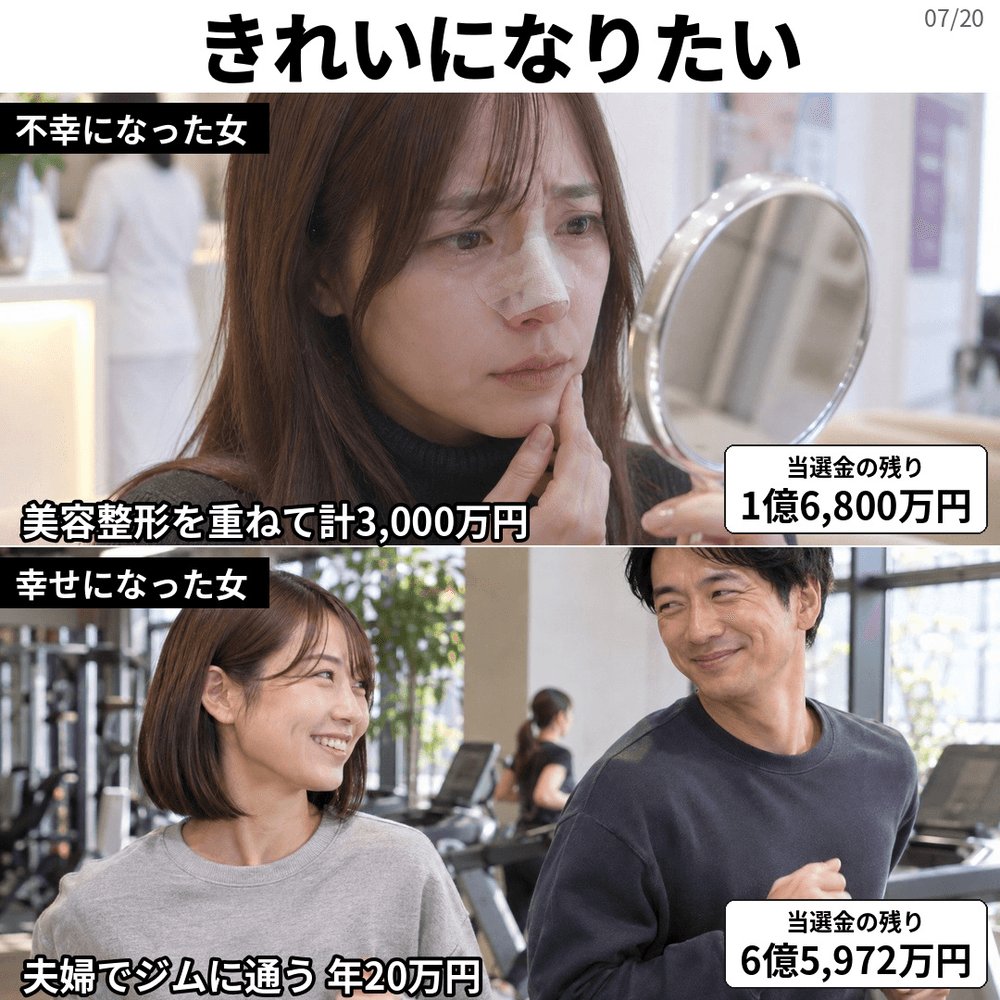 07/20
きれいになりたい
不幸になった女
美容整形を重ねて計3,000万円
当選金の残り
1億6,800万円
幸せになった女
夫婦でジムに通う 年20万円
当選金の残り
6億5,972万円